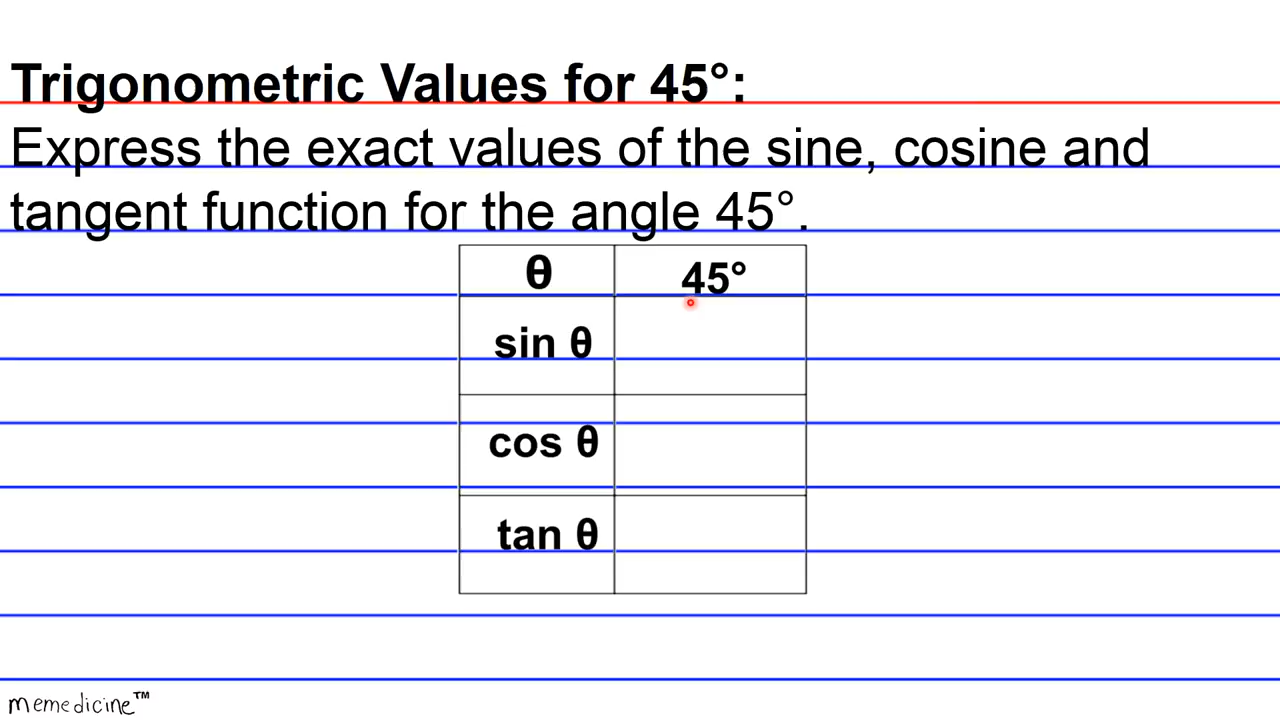 Trigonometric Values for 45°:
Express the exact values of the sine, cosine and
tangent function for the angle 45°.
θ 45°
sin θ
cos θ
tan θ
memedicine™